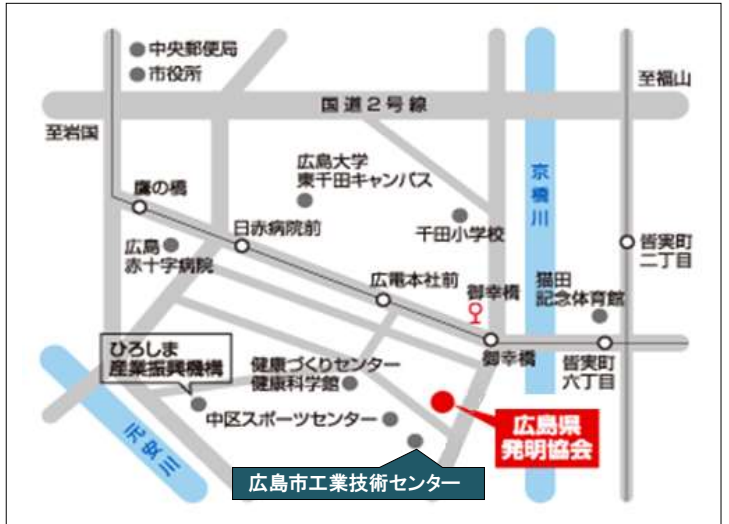 中央郵便局
市役所
至福山
国道2号線
至岩国
広島大学
東千田キャンパス
京橋川
鷹の橋
日赤病院前
千田小学校
広島
赤十字病院
皆実町
二丁目
広電本社前
御幸橋
猫田
記念体育館
ひろしま
産業振興機構
健康づくりセンター
健康科学館
御幸橋
皆実町
六丁目
中区スポーツセンター
広島県
発明協会
元安川
広島市工業技術センター